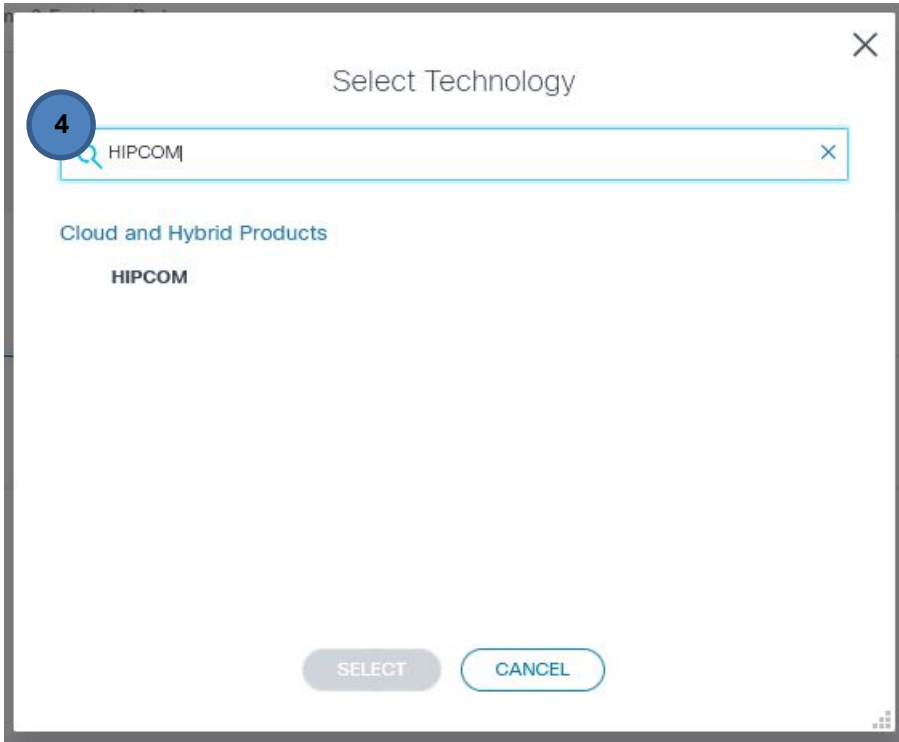 Select Technology
4
HIPCOM
Cloud and Hybrid Products
HIPCOM
SELECT
CANCEL